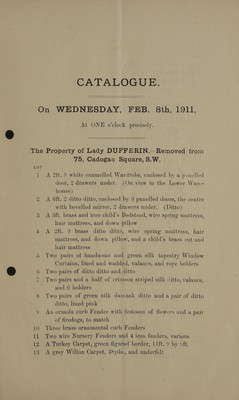 CATALOGUE.
On WEDNESDAY, FEB. 8th, 1911,
At ONE o'clock precisely.
The Property of Lady DUFFERIN.—Removed from
75, Cadogan Square, S.W.
LOT
1 A 2ft. 9 white enamelled Wardrobe, enclosed by a panelled
door, 2 drawers under. (On view in the Lower Ware-
house)
2 A 6ft. 2 ditto ditto, enclosed by 3 panelled doors, the centre
with bevelled mirror, 2 drawers under. (Ditto)
3 A 3ft. brass and iron child's Bedstead, wire spring mattress,
hair mattress, and down pillow
4 A 2ft. 9 brass ditto ditto, wire spring mattress, hair
mattress, and down pillow, and a child's brass cot and
hair mattress
5 Two pairs of handsome and green silk tapestry Window
Curtains, lined and wadded, valance, and rope holders
6 Two pairs of ditto ditto and ditto
7 Two pairs and a half of crimson striped silk ditto, valance,
and 6 holders
8 Two pairs of green silk damask ditto and a pair of ditto
ditto, lined pink
9 An ormolu curb Fender with festoons of flowers and a pair
of firedogs, to match
10 Three brass ornamental curb Fenders
11 Two wire Nursery Fenders and 4 iron fenders, various
12 A Turkey Carpet, green figured border, 11ft. 9 by ft.
13 A grey Wilton Carpet, yds., and underfelt